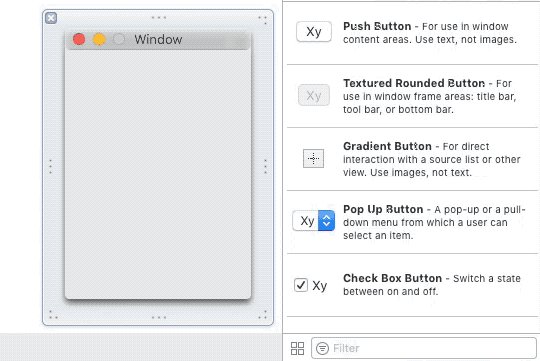 Window
Xy
Push Button - For use in window
content areas. Use text, not images.
Xy
Textured Rounded Button - For
use in window frame areas: title bar,
tool bar, or bottom bar.
Gradient Button - For direct
interaction with a source list or other
view. Use images, not text.
Xy
Pop Up Button - A pop-up or a pull-
down menu from which a user can
select an item.
Xy
Check Box Button - Switch a state
between on and off.
Filter